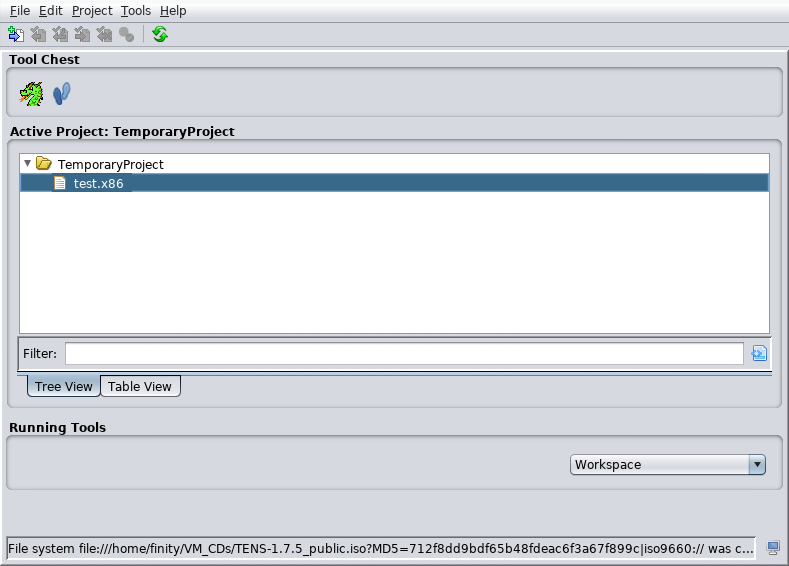 File Edit Project Tools Help
Tool Chest
Active Project: TemporaryProject
TemporaryProject
test.x86
Filter:
Tree View Table View
Running Tools
Workspace
File system file:///home/finity/VM_CDs/TENS-1.7.5_public.iso?MD5=712f8dd9bdf65b48fdeac6f3a67f899c|iso9660:// was c...